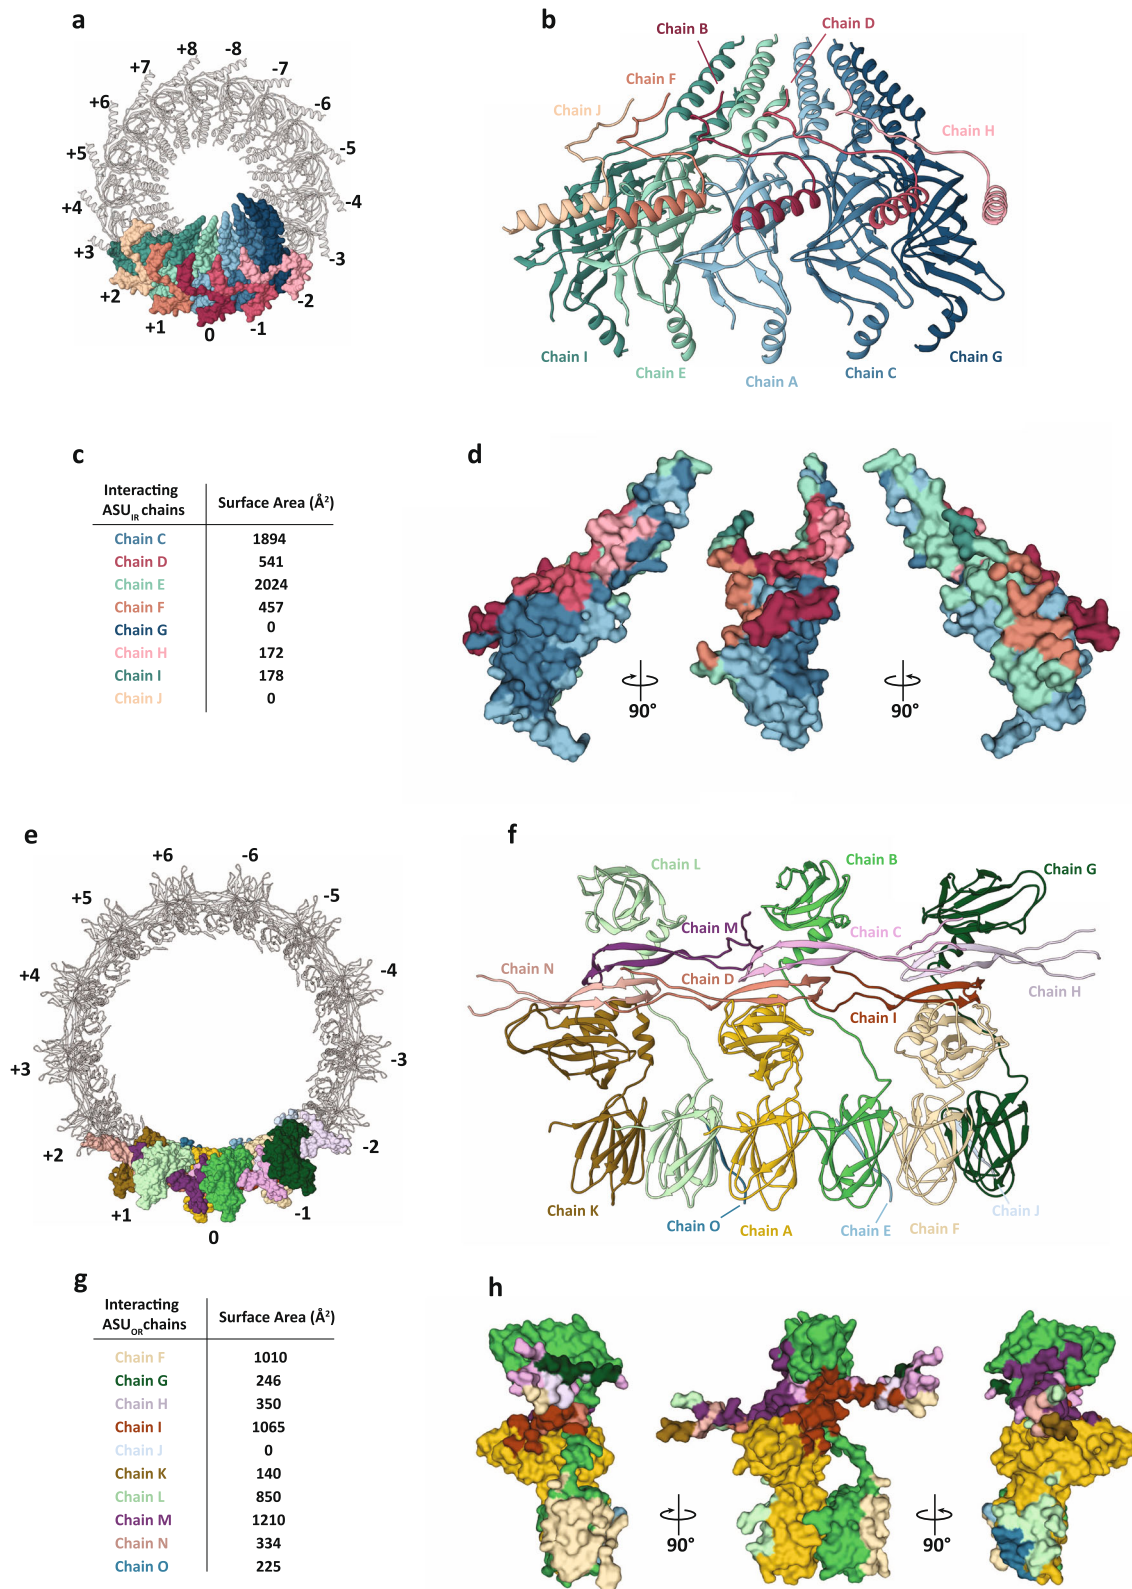 a
+8
-8
+7
-7
+6
-6
+5
-5
+4
-4
+3
-3
+2
-2
+1
-1
0
b
Chain B
Chain D
Chain F
Chain J
Chain H
Chain I
Chain E
Chain A
Chain C
Chain G
c
Interacting
ASU_IR chains
Surface Area (Å²)
Chain C 1894
Chain D 541
Chain E 2024
Chain F 457
Chain G 0
Chain H 172
Chain I 178
Chain J 0
d
90°
90°
e
+6
-6
+5
-5
+4
-4
+3
-3
+2
-2
+1
-1
0
f
Chain L
Chain B
Chain G
Chain M
Chain C
Chain N
Chain D
Chain I
Chain H
Chain K
Chain O
Chain A
Chain E
Chain F
Chain J
g
Interacting
ASU_OR chains
Surface Area (Å²)
Chain F 1010
Chain G 246
Chain H 350
Chain I 1065
Chain J 0
Chain K 140
Chain L 850
Chain M 1210
Chain N 334
Chain O 225
h
90°
90°